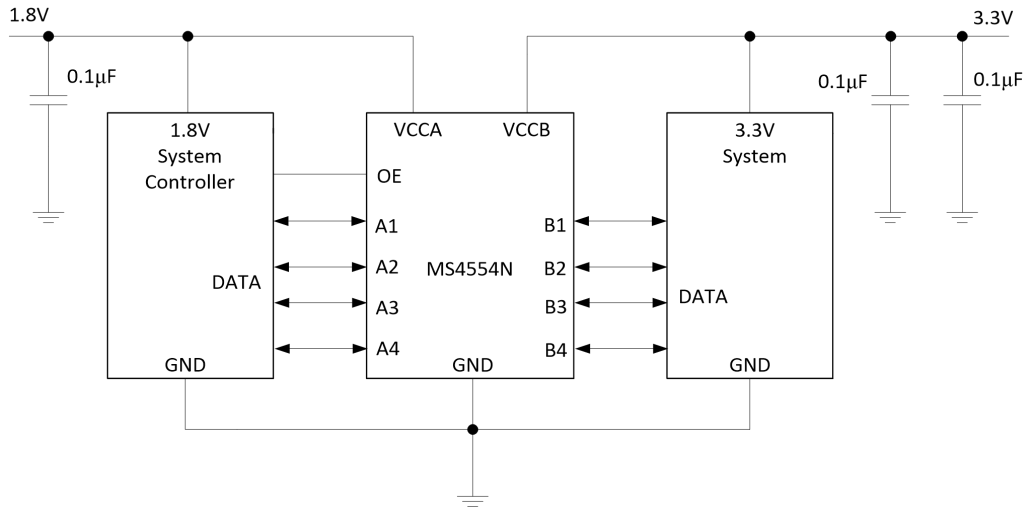 1.8V
3.3V
0.1μF
0.1μF
0.1μF
1.8V
System
Controller
DATA
GND
VCCA
VCCB
OE
A1
A2
A3
A4
MS4554N
B1
B2
B3
B4
GND
3.3V
System
DATA
GND